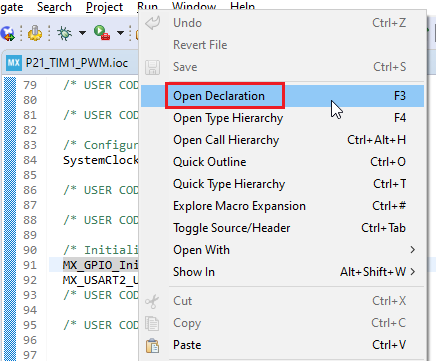 gate Search Project Run Window Help
Undo Ctrl+Z
Revert File
Save Ctrl+S
MX P21_TIM1_PWM.ioc
Open Declaration F3
Open Type Hierarchy F4
Open Call Hierarchy Ctrl+Alt+H
Quick Outline Ctrl+O
Quick Type Hierarchy Ctrl+T
Explore Macro Expansion Ctrl+#
Toggle Source/Header Ctrl+Tab
Open With
Show In Alt+Shift+W
Cut Ctrl+X
Copy Ctrl+C
Paste Ctrl+V
79 /* USER COD
80
81 /* USER COD
82
83 /* Configur
84 SystemClock
85
86 /* USER COD
87
88 /* USER COD
89
90 /* Initiali
91 MX_GPIO_Ini
92 MX_USART2_U
93 /* USER COD
94
95 /* USER COD
96